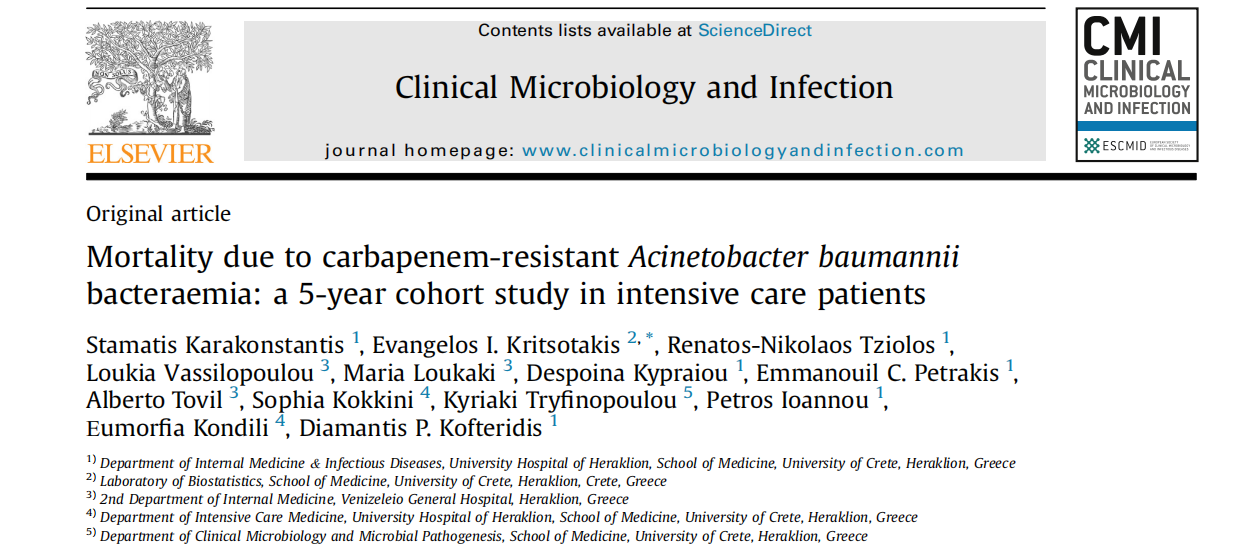 Contents lists available at ScienceDirect
Clinical Microbiology and Infection
journal homepage: www.clinicalmicrobiologyandinfection.com
ELSEVIER
CMI
CLINICAL
MICROBIOLOGY
AND INFECTION
ESCMID
Original article
Mortality due to carbapenem-resistant Acinetobacter baumannii
bacteraemia: a 5-year cohort study in intensive care patients
Stamatis Karakonstantis 1, Evangelos I. Kritsotakis 2, *, Renatos-Nikolaos Tziolos 1,
Loukia Vassilopoulou 3, Maria Loukaki 3, Despoina Kypraiou 1, Emmanouil C. Petrakis 1,
Alberto Tovil 3, Sophia Kokkini 4, Kyriaki Tryfinopoulou 5, Petros Ioannou 1,
Eumorfia Kondili 4, Diamantis P. Kofteridis 1
1) Department of Internal Medicine & Infectious Diseases, University Hospital of Heraklion, School of Medicine, University of Crete, Heraklion, Greece
2) Laboratory of Biostatistics, School of Medicine, University of Crete, Heraklion, Crete, Greece
3) 2nd Department of Internal Medicine, Venizeleio General Hospital, Heraklion, Greece
4) Department of Intensive Care Medicine, University Hospital of Heraklion, School of Medicine, University of Crete, Heraklion, Greece
5) Department of Clinical Microbiology and Microbial Pathogenesis, School of Medicine, University of Crete, Heraklion, Greece